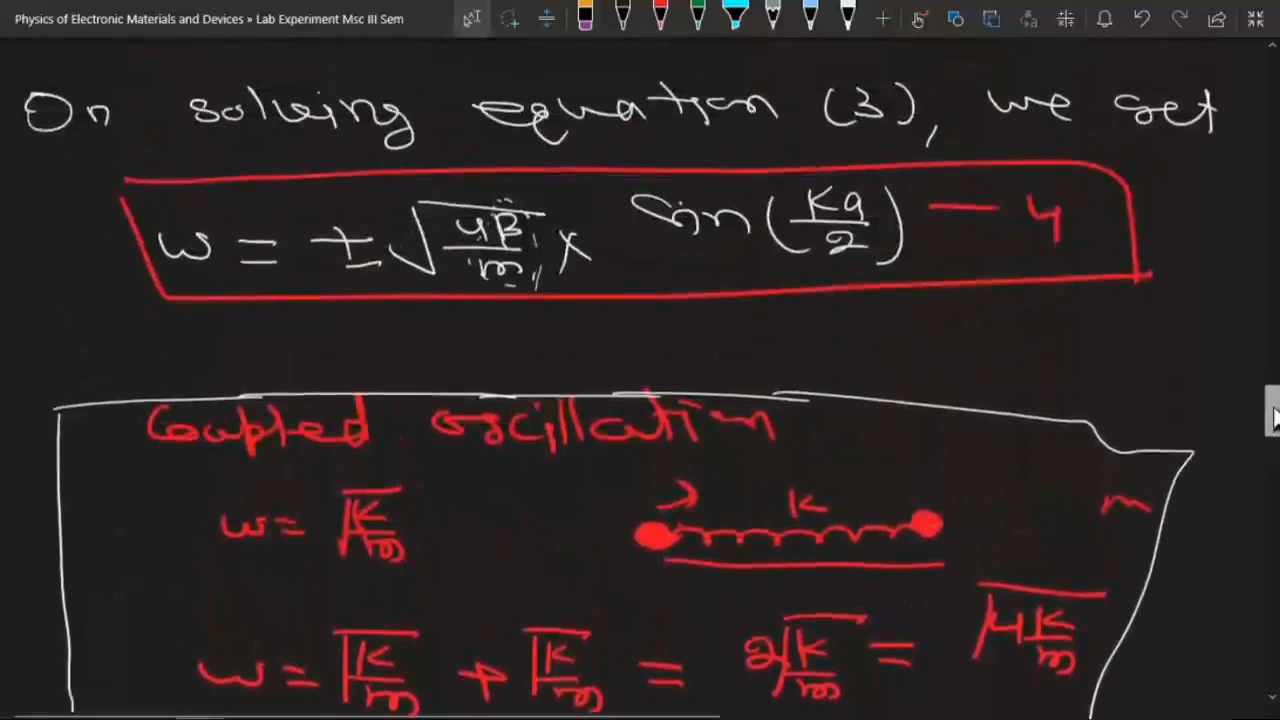 Physics of Electronic Materials and Devices » Lab Experiment Msc III Sem
On solving equation (3), we get
w = ±√(4β/m) × Sin(Ka/2) — 4
Coupled oscillation
w = √(K/m) K m
w = √(K/m) + √(K/m) = 2√(K/m) = √(4K/m)